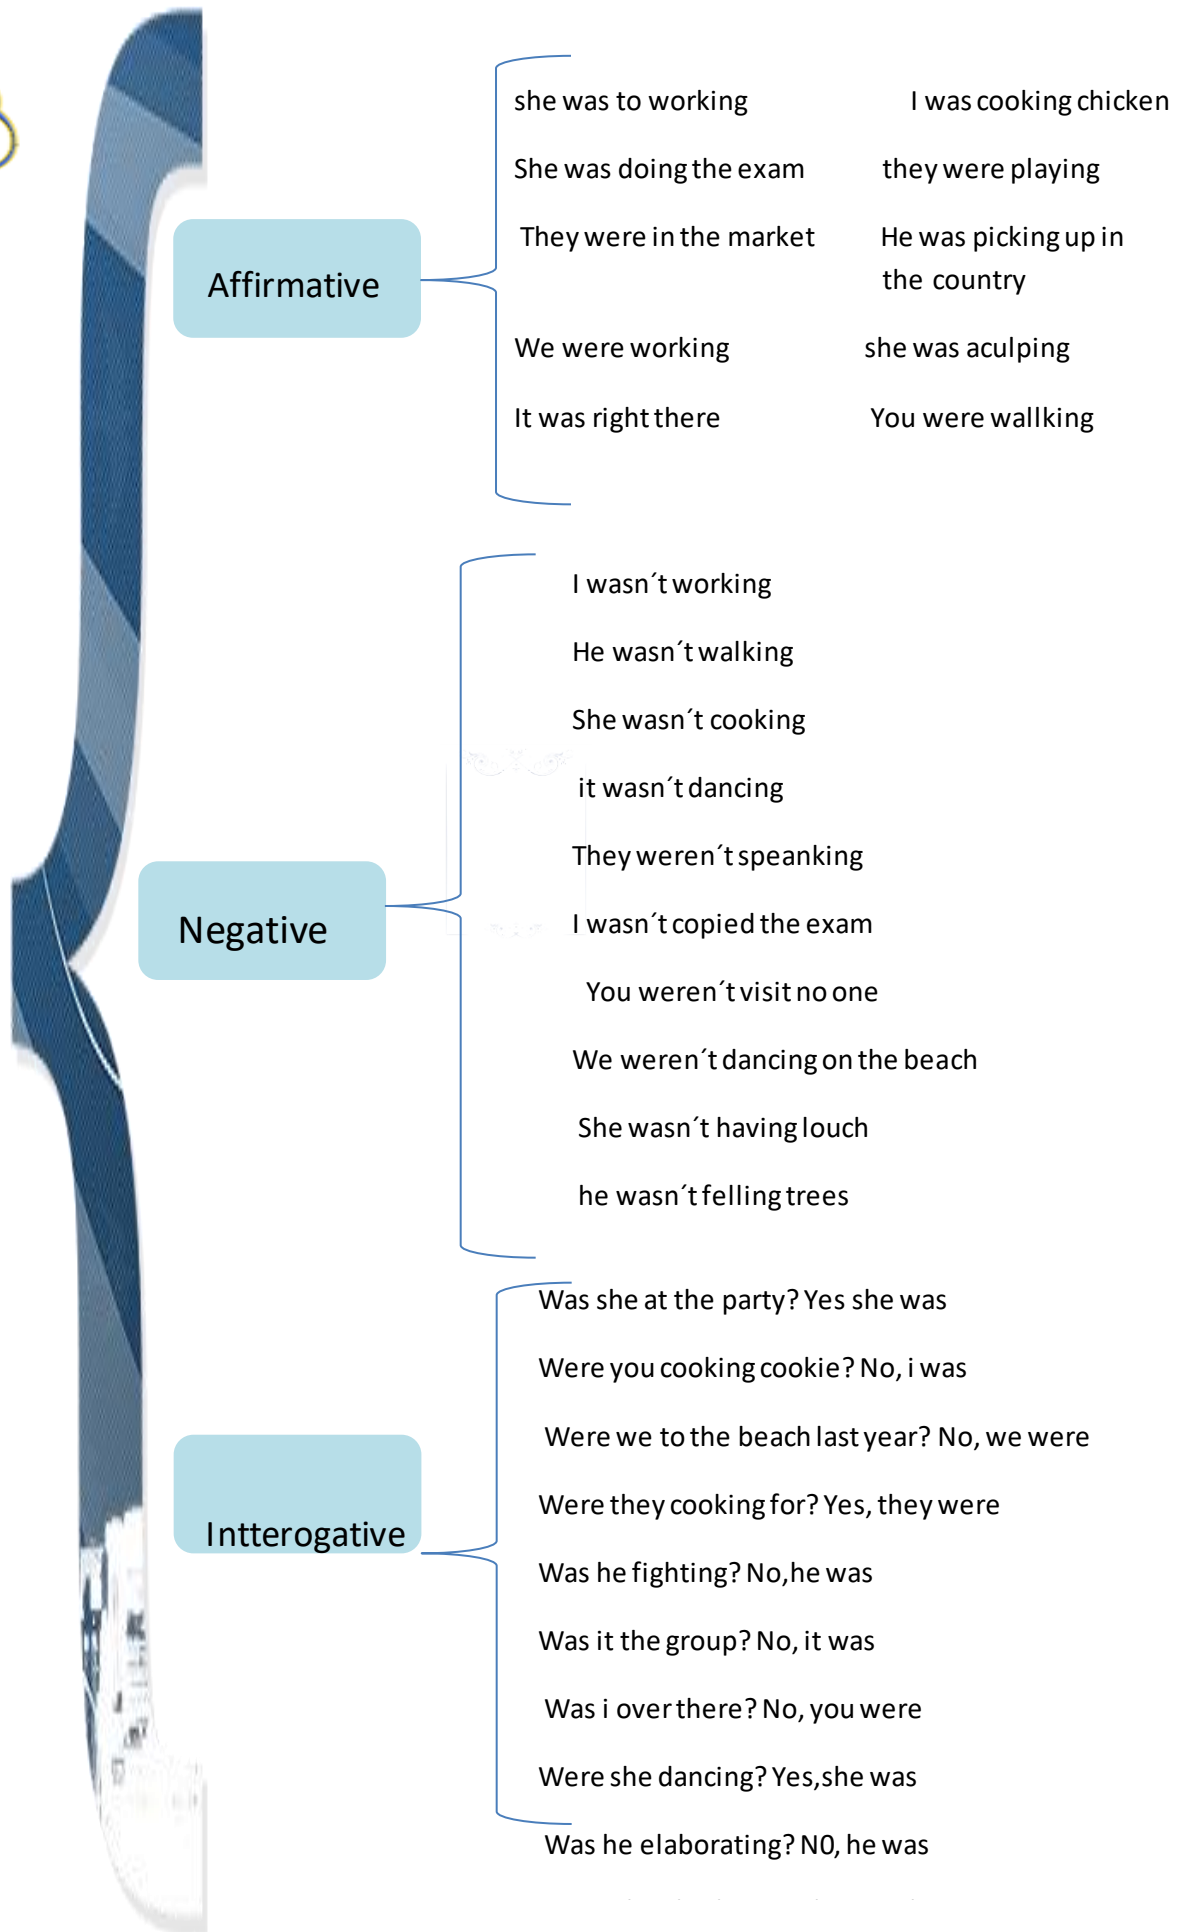 Affirmative
she was to working I was cooking chicken
She was doing the exam they were playing
They were in the market He was picking up in
the country
We were working she was aculping
It was right there You were wallking
Negative
I wasn´t working
He wasn´t walking
She wasn´t cooking
it wasn´t dancing
They weren´t speanking
I wasn´t copied the exam
You weren´t visit no one
We weren´t dancing on the beach
She wasn´t having louch
he wasn´t felling trees
Intterogative
Was she at the party? Yes she was
Were you cooking cookie? No, i was
Were we to the beach last year? No, we were
Were they cooking for? Yes, they were
Was he fighting? No,he was
Was it the group? No, it was
Was i over there? No, you were
Were she dancing? Yes,she was
Was he elaborating? N0, he was